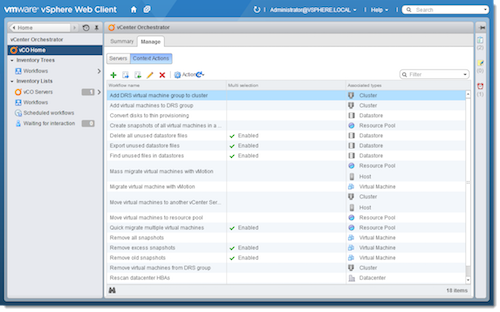 vmware® vSphere Web Client
Administrator@VSPHERE.LOCAL
Help
Search
Home
vCenter Orchestrator
vCO Home
Inventory Trees
Workflows
Inventory Lists
vCO Servers 1
Workflows
Scheduled workflows
Waiting for interaction
vCenter Orchestrator
Summary Manage
Servers Context Actions
Actions
Filter
Workflow name Multi selection Associated types
Add DRS virtual machine group to cluster Cluster
Add virtual machines to DRS group Cluster
Convert disks to thin provisioning Datastore
Create snapshots of all virtual machines in a... Resource Pool
Delete all unused datastore files Enabled Datastore
Export unused datastore files Enabled Datastore
Find unused files in datastores Enabled Datastore
Mass migrate virtual machines with vMotion Resource Pool
Host
Migrate virtual machine with vMotion Virtual Machine
Move virtual machines to another vCenter Ser... Cluster
Host
Move virtual machines to resource pool Resource Pool
Quick migrate multiple virtual machines Enabled Resource Pool
Remove all snapshots Virtual Machine
Remove excess snapshots Enabled Virtual Machine
Remove old snapshots Enabled Virtual Machine
Remove virtual machines from DRS group Cluster
Rescan datacenter HBAs Datacenter
18 items